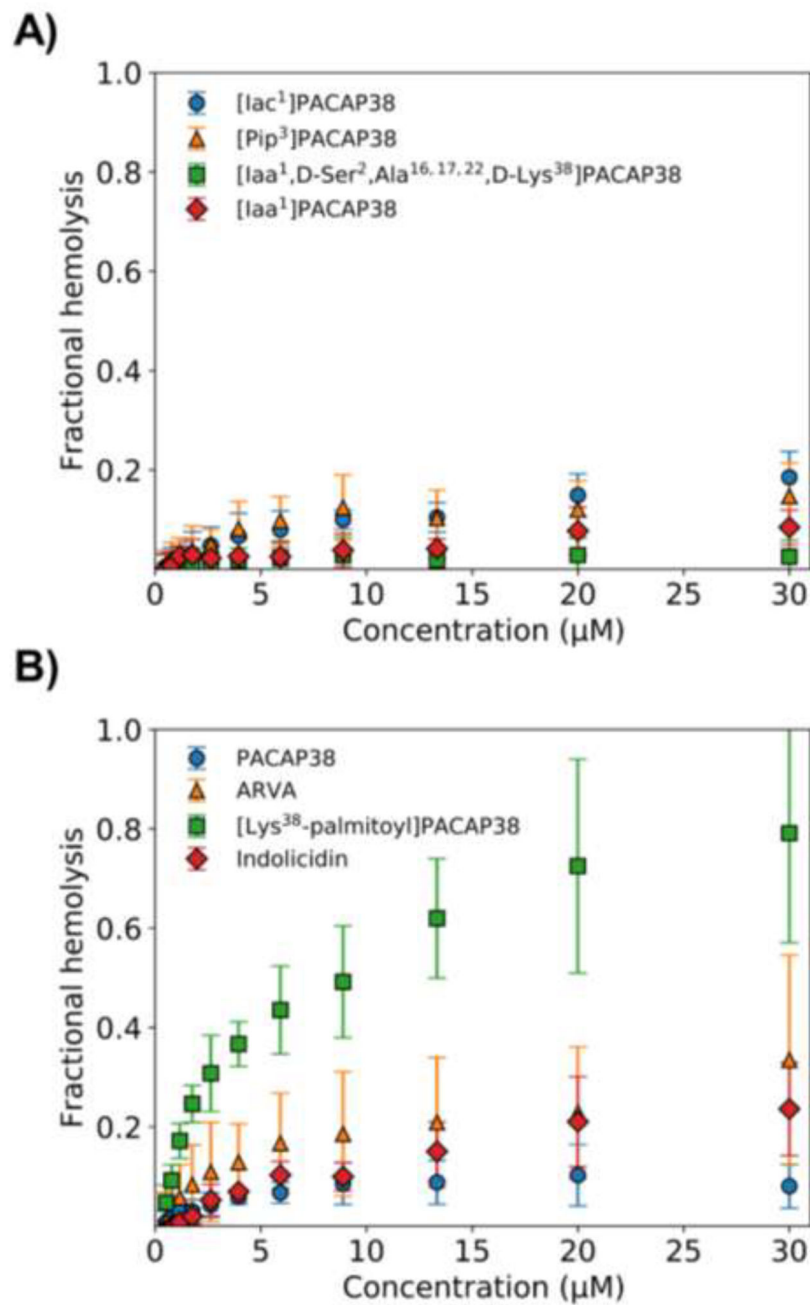 A)
1.0
[Iac¹]PACAP38
[Pip³]PACAP38
0.8
[Iaa¹,D-Ser²,Ala¹⁶,¹⁷,²²,D-Lys³⁸]PACAP38
[Iaa¹]PACAP38
0.6
0.4
0.2
Fractional hemolysis
0 5 10 15 20 25 30
Concentration (μM)
B)
1.0
PACAP38
ARVA
0.8
[Lys³⁸-palmitoyl]PACAP38
Indolicidin
0.6
0.4
0.2
Fractional hemolysis
0 5 10 15 20 25 30
Concentration (μM)